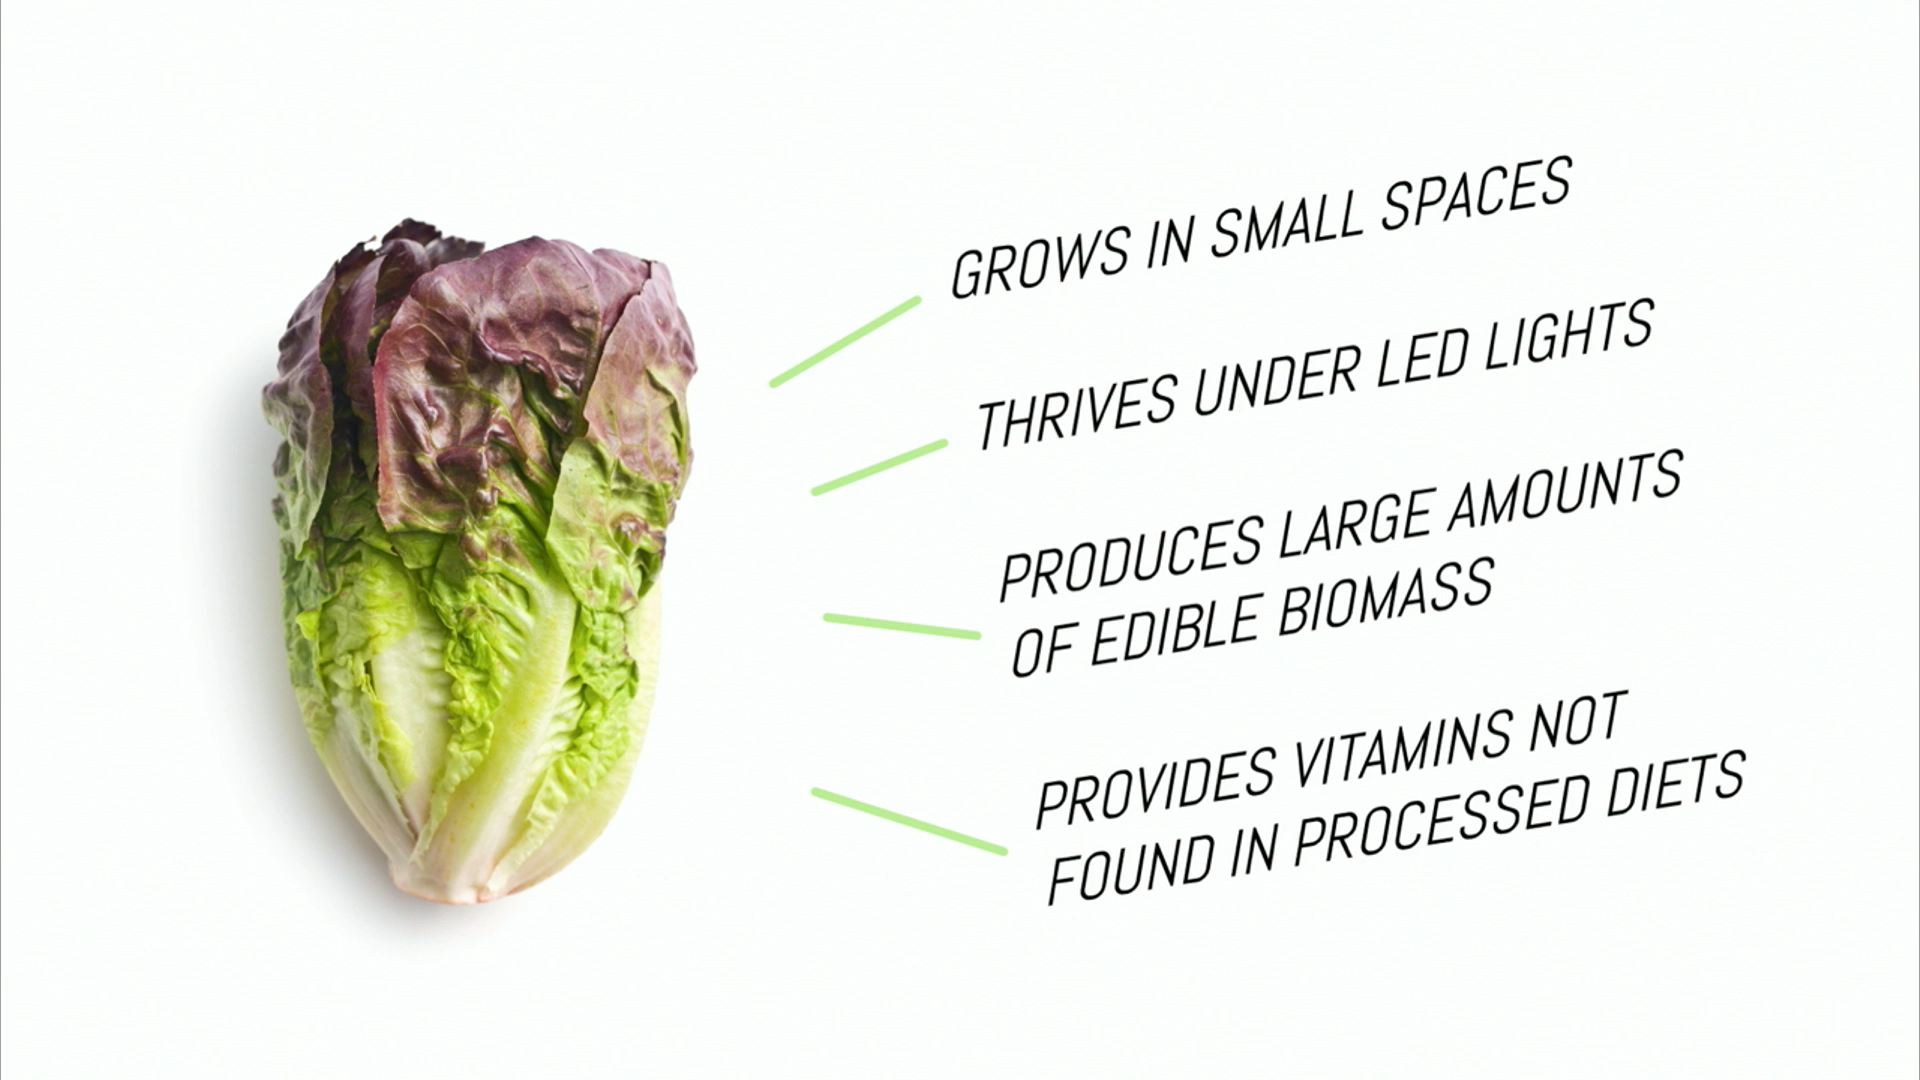 GROWS IN SMALL SPACES
THRIVES UNDER LED LIGHTS
PRODUCES LARGE AMOUNTS
OF EDIBLE BIOMASS
PROVIDES VITAMINS NOT
FOUND IN PROCESSED DIETS